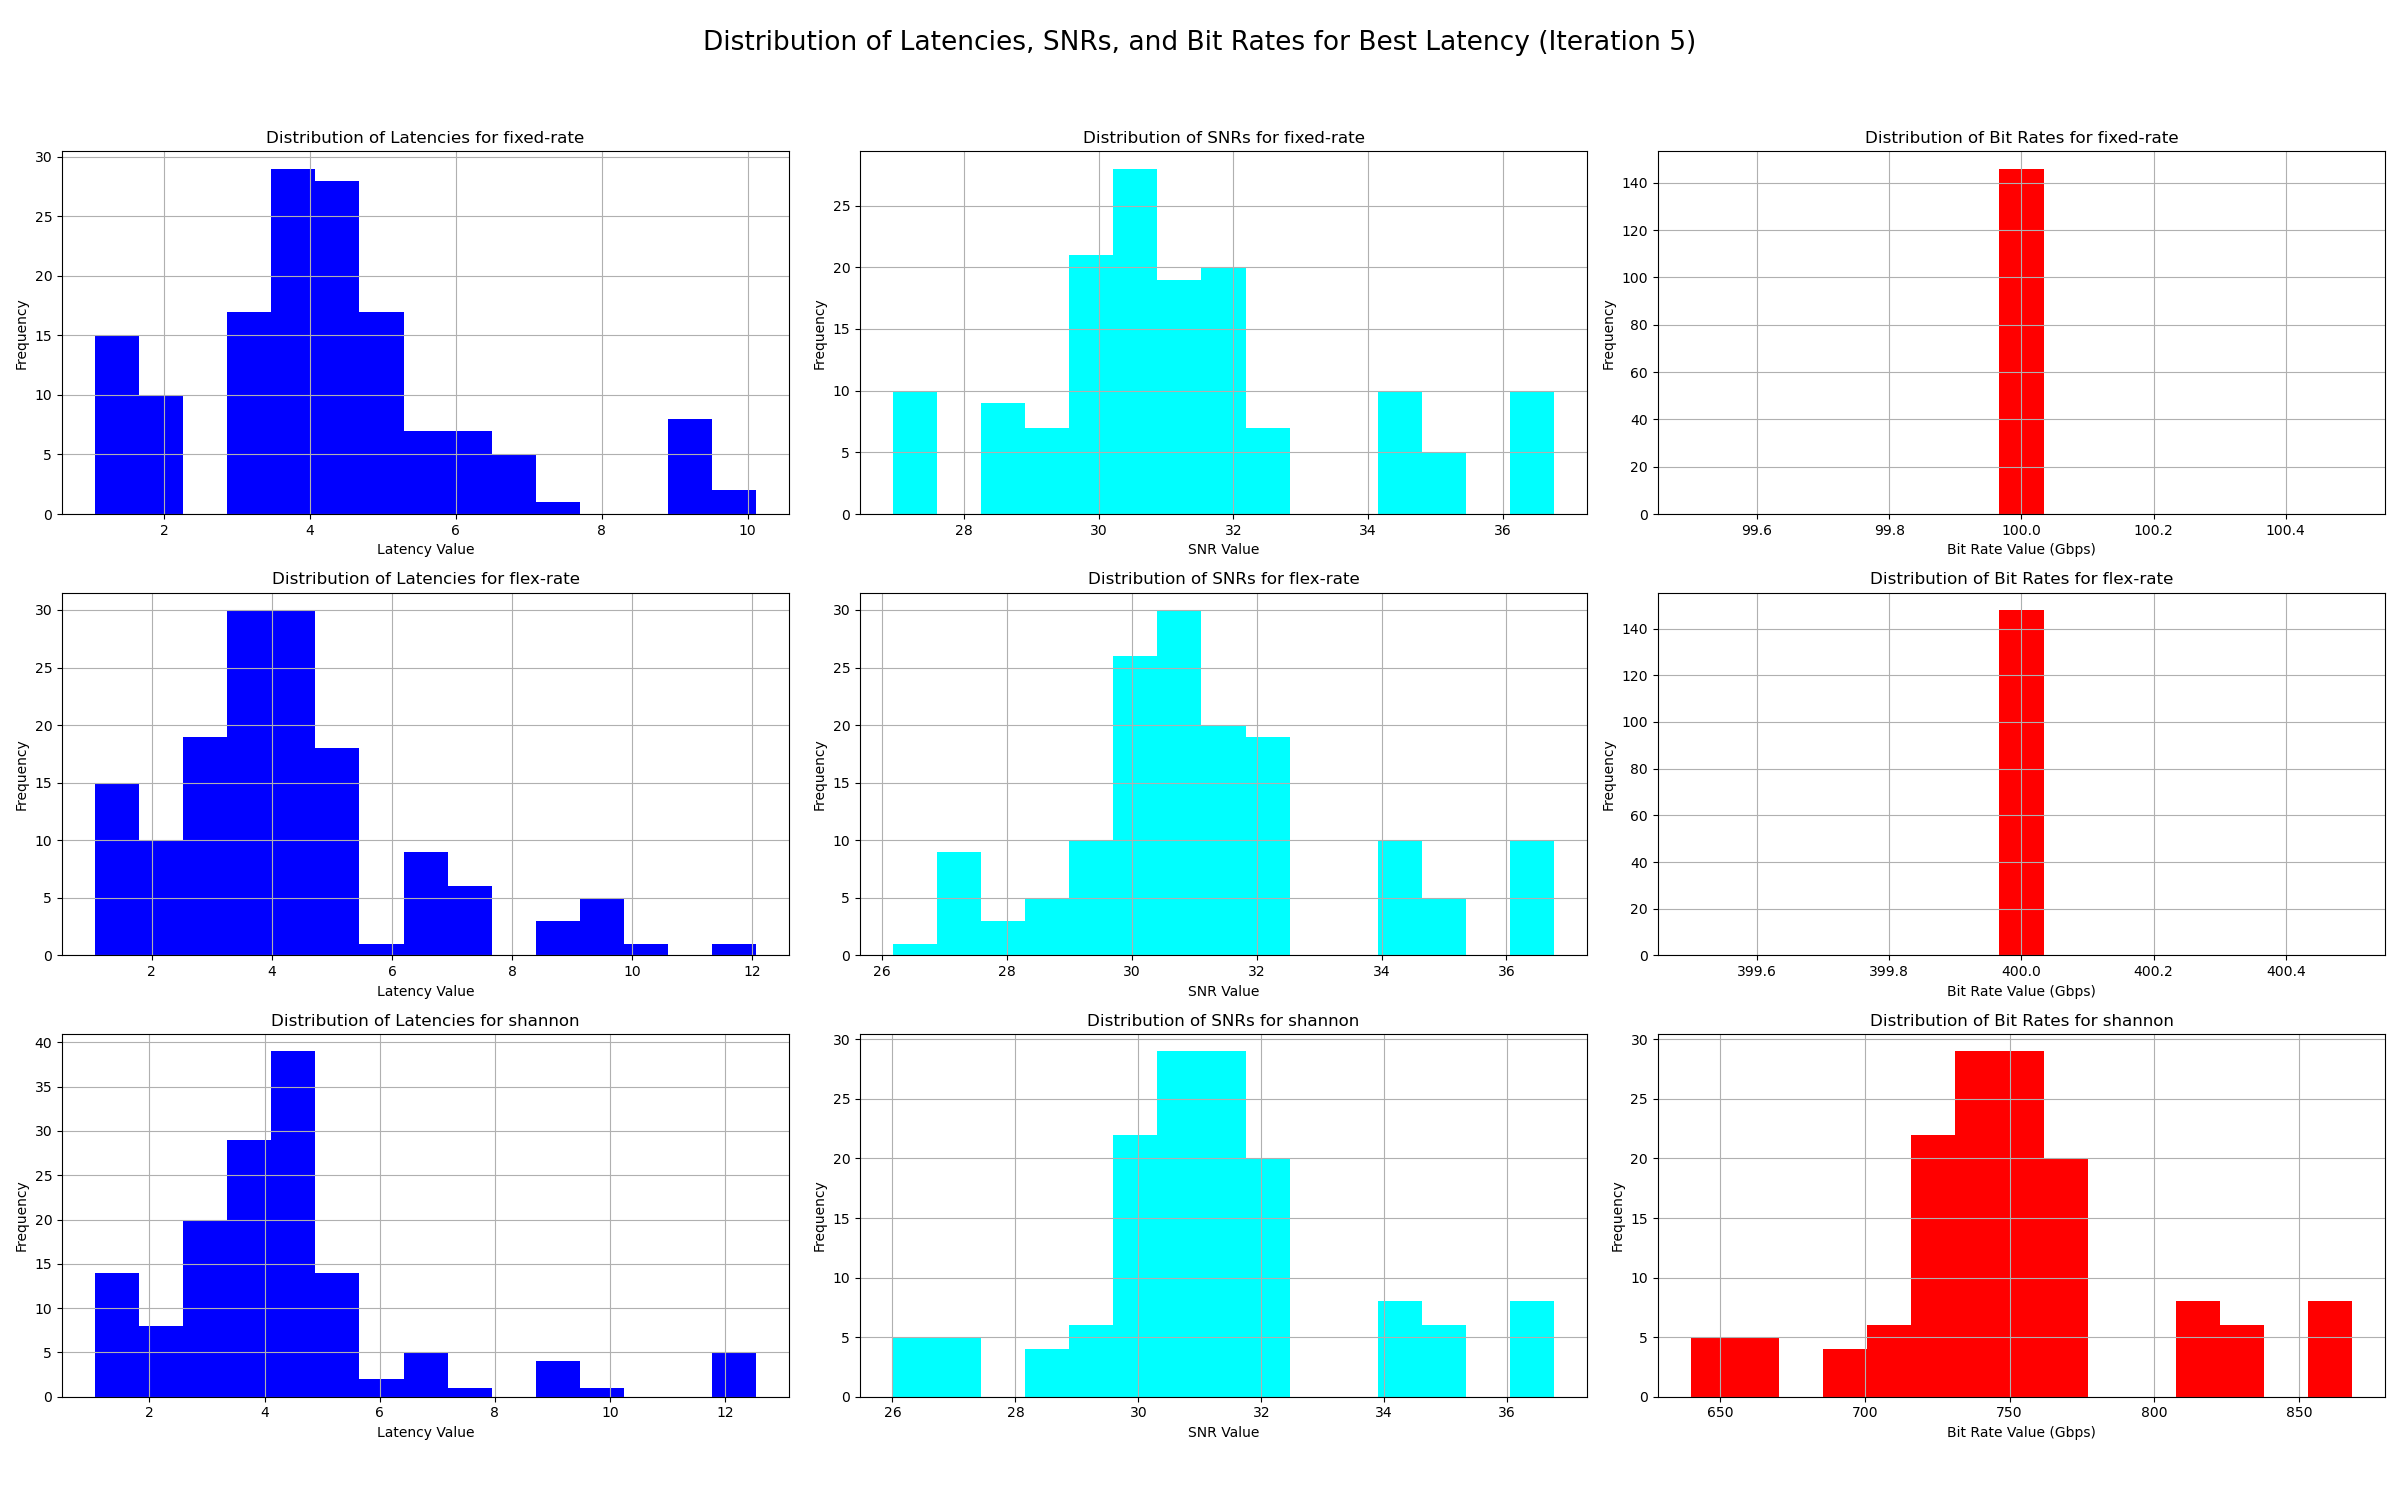 Distribution of Latencies, SNRs, and Bit Rates for Best Latency (Iteration 5)
Distribution of Latencies for fixed-rate
Frequency
30
25
20
15
10
5
0
2 4 6 8 10
Latency Value
Distribution of SNRs for fixed-rate
Frequency
25
20
15
10
5
0
28 30 32 34 36
SNR Value
Distribution of Bit Rates for fixed-rate
Frequency
140
120
100
80
60
40
20
0
99.6 99.8 100.0 100.2 100.4
Bit Rate Value (Gbps)
Distribution of Latencies for flex-rate
Frequency
30
25
20
15
10
5
0
2 4 6 8 10 12
Latency Value
Distribution of SNRs for flex-rate
Frequency
30
25
20
15
10
5
0
26 28 30 32 34 36
SNR Value
Distribution of Bit Rates for flex-rate
Frequency
140
120
100
80
60
40
20
0
399.6 399.8 400.0 400.2 400.4
Bit Rate Value (Gbps)
Distribution of Latencies for shannon
Frequency
40
35
30
25
20
15
10
5
0
2 4 6 8 10 12
Latency Value
Distribution of SNRs for shannon
Frequency
30
25
20
15
10
5
0
26 28 30 32 34 36
SNR Value
Distribution of Bit Rates for shannon
Frequency
30
25
20
15
10
5
0
650 700 750 800 850
Bit Rate Value (Gbps)